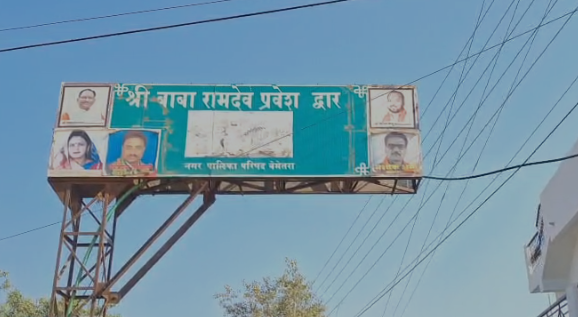 श्री बाबा रामदेव प्रवेश द्वार
नगर पालिका परिषद बेमेतरा